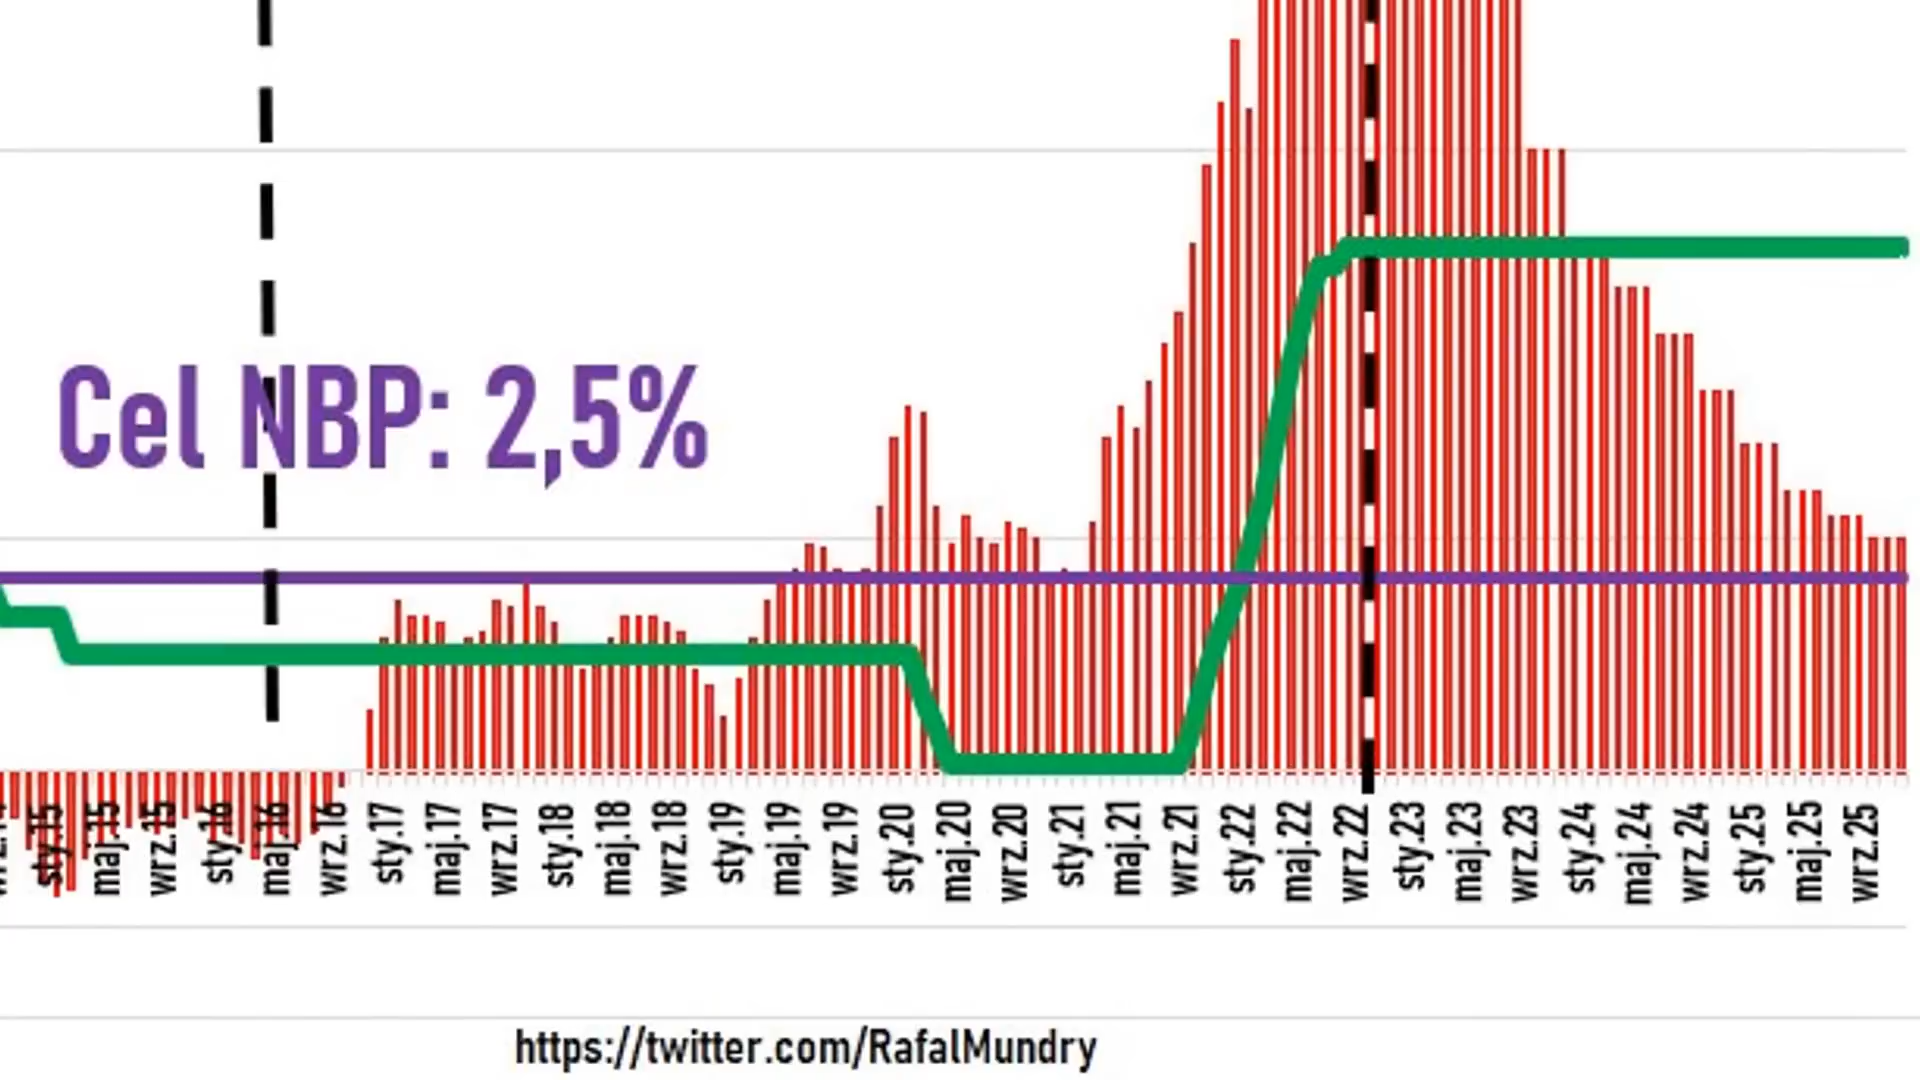 Cel NBP: 2,5%
sty.15 maj.15 wrz.15 sty.16 maj.16 wrz.16 sty.17 maj.17 wrz.17 sty.18 maj.18 wrz.18 sty.19 maj.19 wrz.19 sty.20 maj.20 wrz.20 sty.21 maj.21 wrz.21 sty.22 maj.22 wrz.22 sty.23 maj.23 wrz.23 sty.24 maj.24 wrz.24 sty.25 maj.25 wrz.25
https://twitter.com/RafalMundry